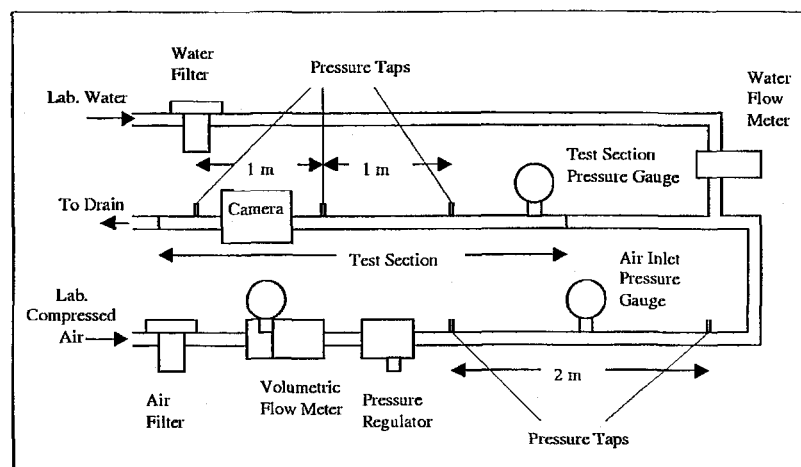 Water
Filter
Pressure Taps
Water
Flow
Meter
Lab. Water
1 m
1 m
Test Section
Pressure Gauge
To Drain
Camera
Test Section
Air Inlet
Pressure
Gauge
Lab.
Compressed
Air
2 m
Air
Filter
Volumetric
Flow Meter
Pressure
Regulator
Pressure Taps